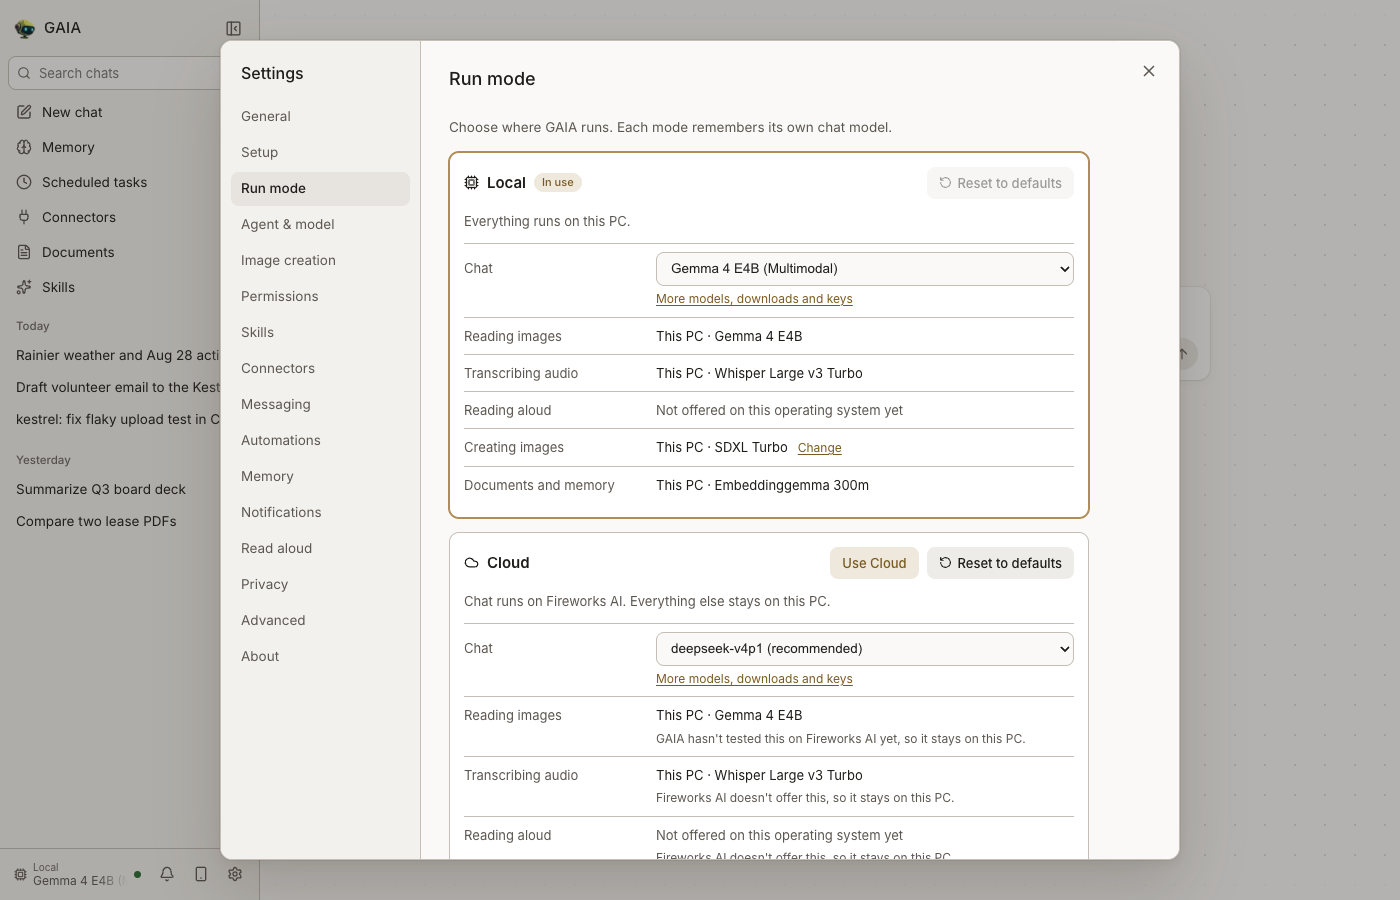 GAIA
Search chats
New chat
Memory
Scheduled tasks
Connectors
Documents
Skills
Today
Rainier weather and Aug 28 acti
Draft volunteer email to the Kest
kestrel: fix flaky upload test in C
Yesterday
Summarize Q3 board deck
Compare two lease PDFs
Local
Gemma 4 E4B (
Settings
General
Setup
Run mode
Agent & model
Image creation
Permissions
Skills
Connectors
Messaging
Automations
Memory
Notifications
Read aloud
Privacy
Advanced
About
Run mode
Choose where GAIA runs. Each mode remembers its own chat model.
Local In use Reset to defaults
Everything runs on this PC.
Chat Gemma 4 E4B (Multimodal)
More models, downloads and keys
Reading images This PC · Gemma 4 E4B
Transcribing audio This PC · Whisper Large v3 Turbo
Reading aloud Not offered on this operating system yet
Creating images This PC · SDXL Turbo Change
Documents and memory This PC · Embeddinggemma 300m
Cloud Use Cloud Reset to defaults
Chat runs on Fireworks AI. Everything else stays on this PC.
Chat deepseek-v4p1 (recommended)
More models, downloads and keys
Reading images This PC · Gemma 4 E4B
GAIA hasn't tested this on Fireworks AI yet, so it stays on this PC.
Transcribing audio This PC · Whisper Large v3 Turbo
Fireworks AI doesn't offer this, so it stays on this PC.
Reading aloud Not offered on this operating system yet
Fireworks AI doesn't offer this, so it stays on this PC.